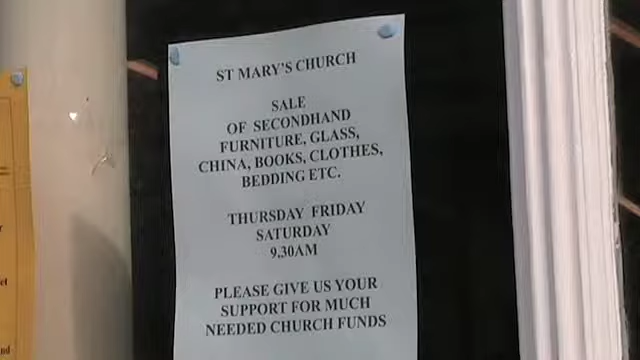 ST MARY'S CHURCH
SALE
OF SECONDHAND
FURNITURE, GLASS,
CHINA, BOOKS, CLOTHES,
BEDDING ETC.
THURSDAY FRIDAY
SATURDAY
9.30AM
PLEASE GIVE US YOUR
SUPPORT FOR MUCH
NEEDED CHURCH FUNDS